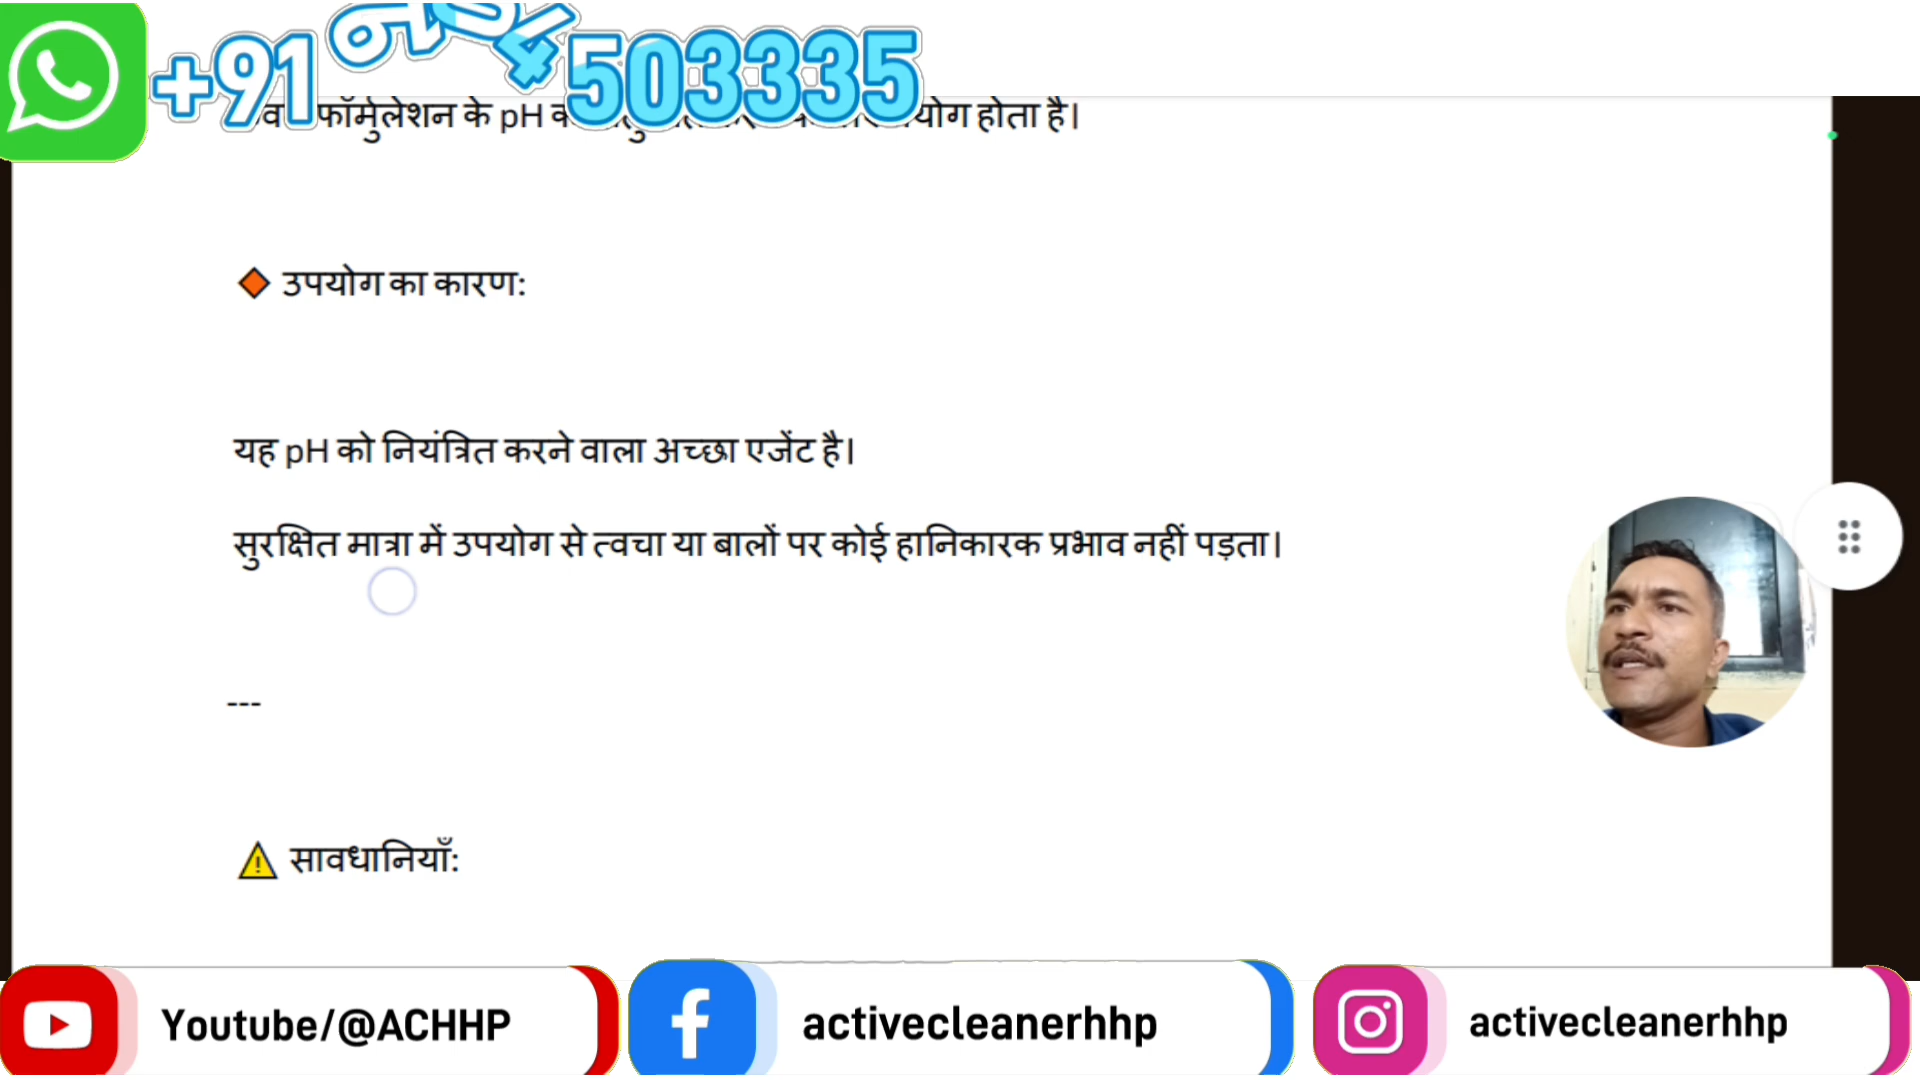 +91 503335
फॉर्मुलेशन के pH होता है।
उपयोग का कारण:
यह pH को नियंत्रित करने वाला अच्छा एजेंट है।
सुरक्षित मात्रा में उपयोग से त्वचा या बालों पर कोई हानिकारक प्रभाव नहीं पड़ता।
---
सावधानियाँ:
Youtube/@ACHHP activecleanerhhp activecleanerhhp